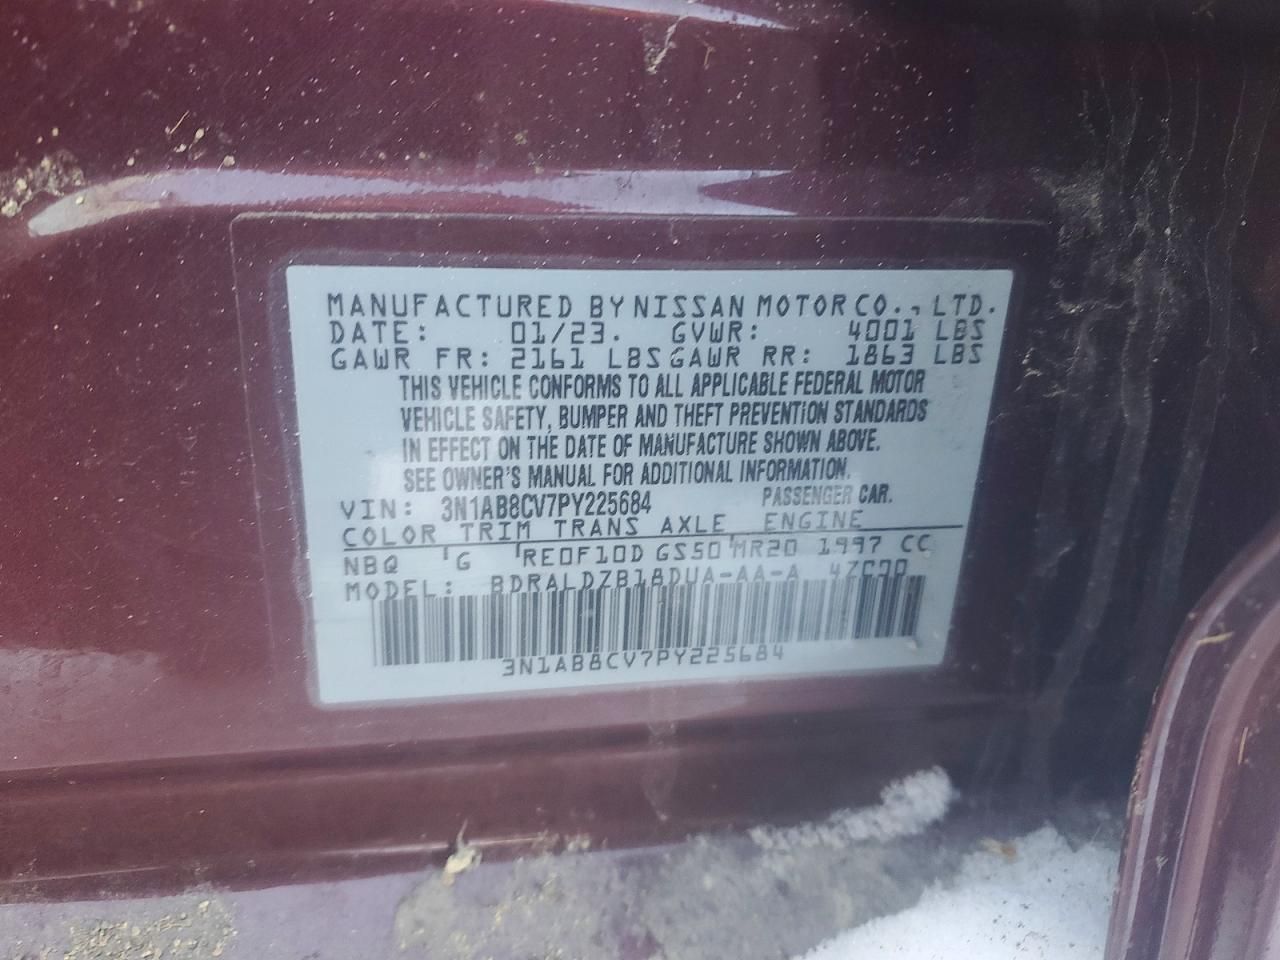 MANUFACTURED BY NISSAN MOTOR CO., LTD.
DATE: 01/23. GVWR: 4001 LBS
GAWR FR: 2161 LBS GAWR RR: 1863 LBS
THIS VEHICLE CONFORMS TO ALL APPLICABLE FEDERAL MOTOR
VEHICLE SAFETY, BUMPER AND THEFT PREVENTION STANDARDS
IN EFFECT ON THE DATE OF MANUFACTURE SHOWN ABOVE.
SEE OWNER'S MANUAL FOR ADDITIONAL INFORMATION.
VIN: 3N1AB8CV7PY225684 PASSENGER CAR.
COLOR TRIM TRANS AXLE ENGINE
NBQ G RE0F10D GS50 MR20 1997 CC
MODEL: BDRALDZB18DUA-AA-A
3N1AB8CV7PY225684